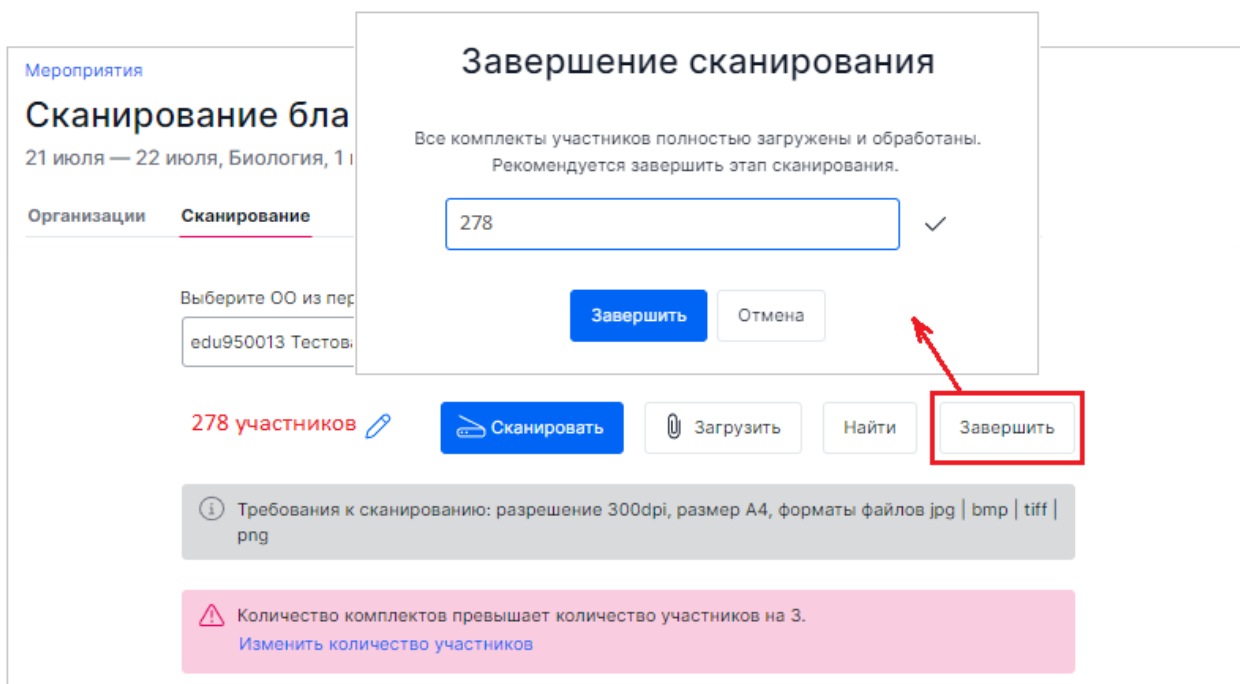 Завершение сканирования
Все комплекты участников полностью загружены и обработаны.
Рекомендуется завершить этап сканирования.
278
Завершить Отмена
Мероприятия
Сканирование бла
21 июля — 22 июля, Биология, 1
Организации Сканирование
Выберите ОО из пер
edu950013 Тестов
278 участников Сканировать Загрузить Найти Завершить
Требования к сканированию: разрешение 300dpi, размер А4, форматы файлов jpg | bmp | tiff |
png
Количество комплектов превышает количество участников на 3.
Изменить количество участников